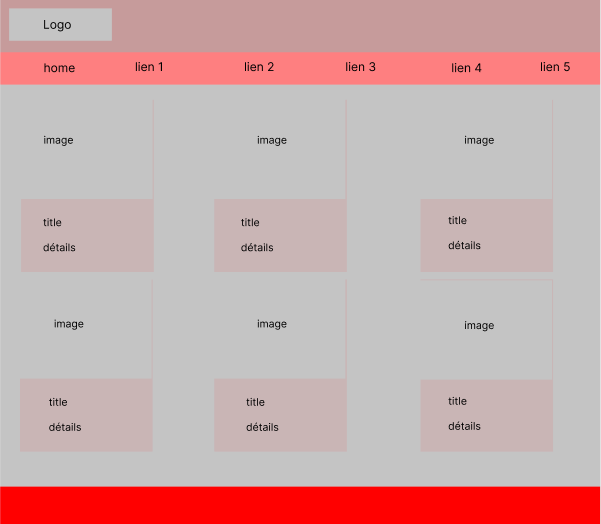 Logo
home lien 1 lien 2 lien 3 lien 4 lien 5
image image image
title title title
détails détails détails
image image image
title title title
détails détails détails